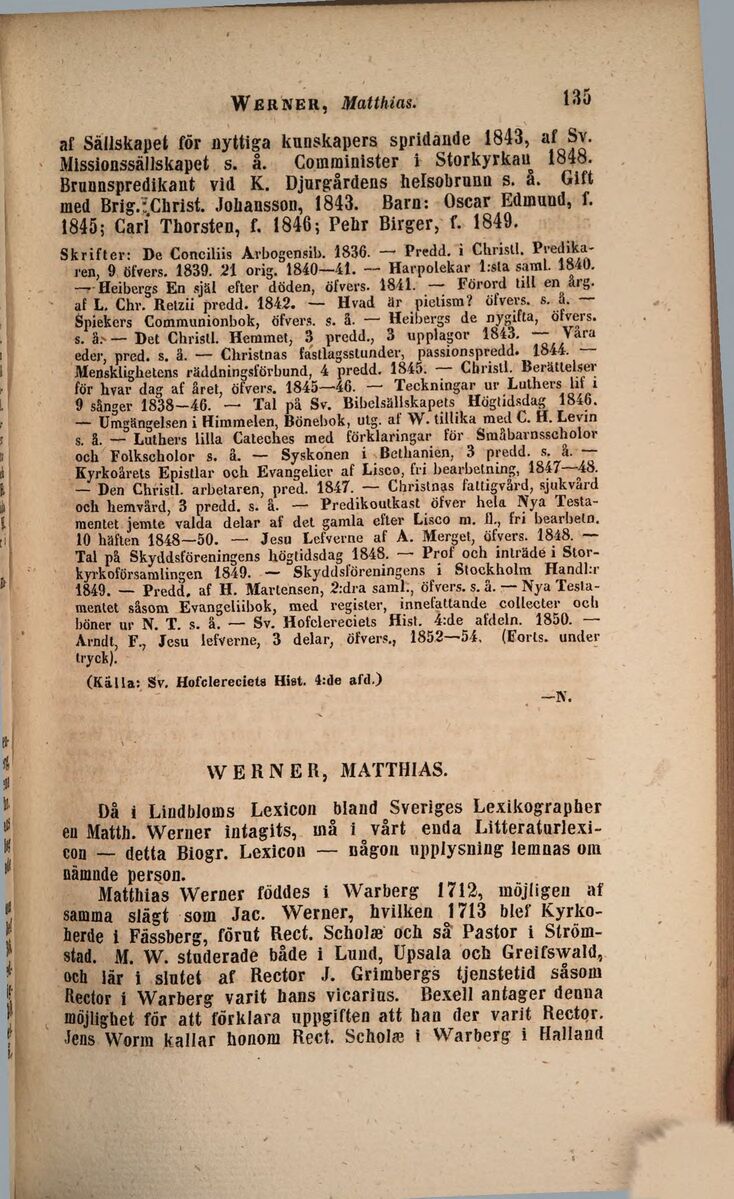 WERNER, Matthias. 135
af Sällskapet för nyttiga kunskapers spridande 1843, af Sv.
Missionssällskapet s. å. Comminister i Storkyrkan 1848.
Brunnspredikant vid K. Djurgårdens helsobrunn s. å. Gift
med Brig. Christ. Johansson, 1843. Barn: Oscar Edmund, f.
1845; Carl Thorsten, f. 1846; Pehr Birger, f. 1849.
Skrifter: De Conciliis Arbogensib. 1836. — Predd. i Christl. Predika-
ren, 9 öfvers. 1839. 21 orig. 1840—41. — Harpolekar 1:sta saml. 1840.
— Heibergs En själ efter döden, öfvers. 1841. — Förord till en årg.
af L. Chr. Retzii predd. 1842. — Hvad är pietism? öfvers. s. å. —
Spiekers Communionbok, öfvers. s. å. — Heibergs de nygifta, öfvers.
s. å. — Det Christl. Hemmet, 3 predd., 3 upplagor 1843. — Våra
eder, pred. s. å. — Christnas fastlagsstunder, passionspredd. 1844. —
Mensklighetens räddningsförbund, 4 predd. 1845. — Christl. Berättelser
för hvar dag af året, öfvers. 1845—46. — Teckningar ur Luthers lif i
9 sånger 1838—46. — Tal på Sv. Bibelsällskapets Högtidsdag 1846.
— Umgängelsen i Himmelen, Bönebok, utg. af W. tillika med C. H. Levin
s. å. — Luthers lilla Cateches med förklaringar för Småbarnsscholor
och Folkscholor s. å. — Syskonen i Bethanien, 3 predd. s. å. —
Kyrkoårets Epistlar och Evangelier af Lisco, fri bearbetning, 1847—48.
— Den Christl. arbetaren, pred. 1847. — Christnas fattigvård, sjukvård
och hemvård, 3 predd. s. å. — Predikoutkast öfver hela Nya Testa-
mentet jemte valda delar af det gamla efter Lisco m. fl., fri bearbetn.
10 häften 1848—50. — Jesu Lefverne af A. Merget, öfvers. 1848. —
Tal på Skyddsföreningens högtidsdag 1848. — Prof och inträde i Stor-
kyrkoförsamlingen 1849. — Skyddsföreningens i Stockholm Handl:r
1849. — Predd. af H. Martensen, 2:dra saml., öfvers. s. å. — Nya Testa-
mentet såsom Evangeliibok, med register, innefattande collecter och
böner ur N. T. s. å. — Sv. Hofclereciets Hist. 4:de afdeln. 1850. —
Arndt, F., Jesu lefverne, 3 delar, öfvers., 1852—54. (Forts. under
tryck).
(Källa: Sv. Hofclereciets Hist. 4:de afd.)
—N.
WERNER, MATTHIAS.
Då i Lindbloms Lexicon bland Sveriges Lexikographer
en Matth. Werner intagits, må i vårt enda Litteraturlexi-
con — detta Biogr. Lexicon — någon upplysning lemnas om
nämnde person.
Matthias Werner föddes i Warberg 1712, möjligen af
samma slägt som Jac. Werner, hvilken 1713 blef Kyrko-
herde i Fässberg, förut Rect. Scholæ och så Pastor i Ström-
stad. M. W. studerade både i Lund, Upsala och Greifswald,
och lär i slutet af Rector J. Grimbergs tjenstetid såsom
Rector i Warberg varit hans vicarius. Bexell antager denna
möjlighet för att förklara uppgiften att han der varit Rector.
Jens Worm kallar honom Rect. Scholæ i Warberg i Halland